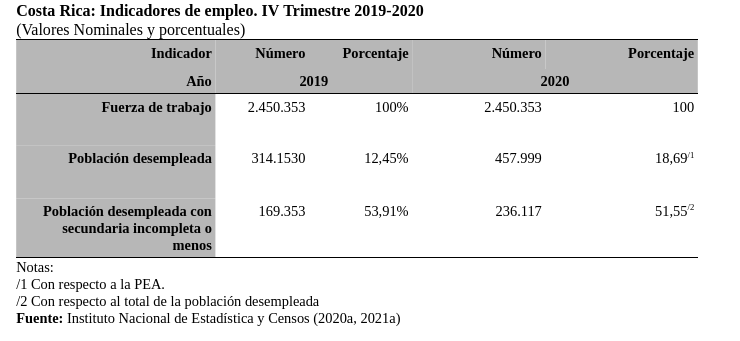 Costa Rica: Indicadores de empleo. IV Trimestre 2019-2020
(Valores Nominales y porcentuales)
Indicador Número Porcentaje Número Porcentaje
Año 2019 2020
Fuerza de trabajo 2.450.353 100% 2.450.353 100
Población desempleada 314.1530 12,45% 457.999 18,69/1
Población desempleada con 169.353 53,91% 236.117 51,55/2
secundaria incompleta o
menos
Notas:
/1 Con respecto a la PEA.
/2 Con respecto al total de la población desempleada
Fuente: Instituto Nacional de Estadística y Censos (2020a, 2021a)